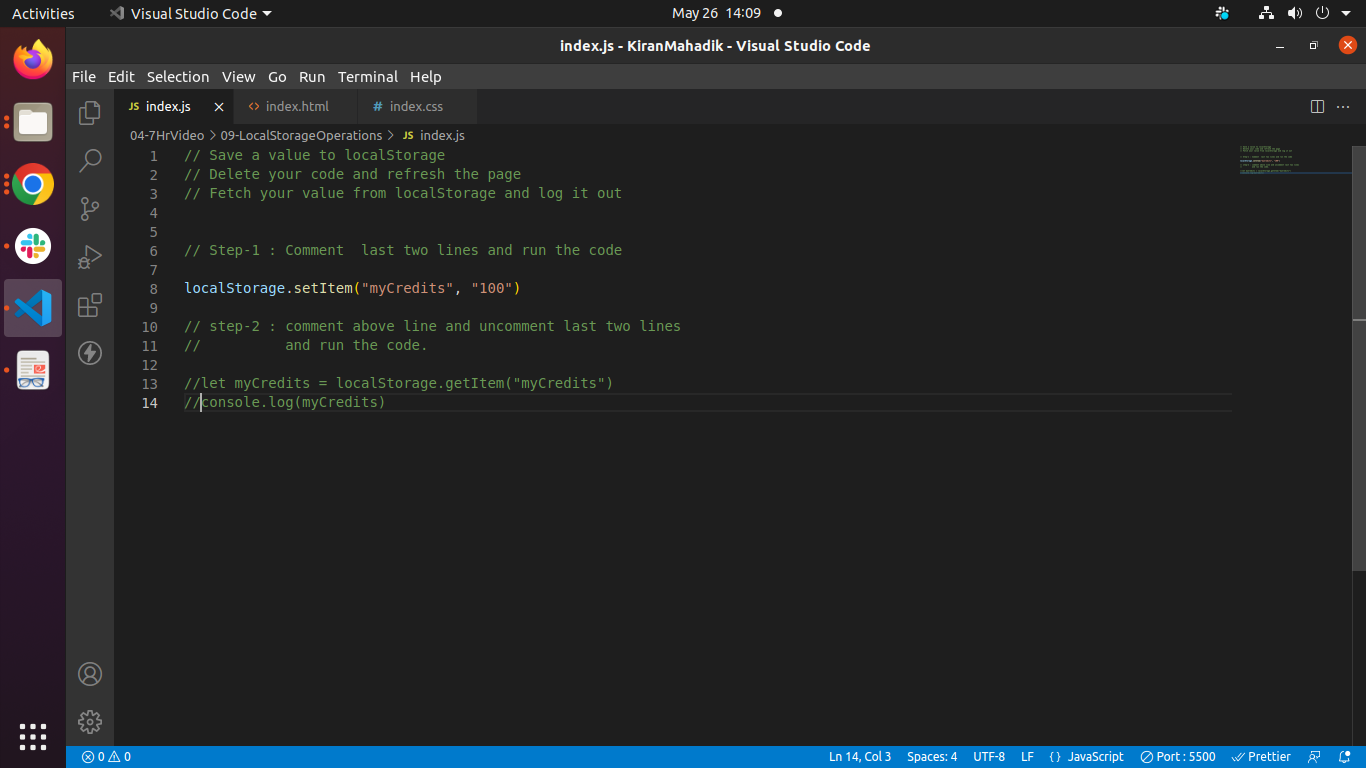 Activities Visual Studio Code May 26 14:09
index.js - KiranMahadik - Visual Studio Code
File Edit Selection View Go Run Terminal Help
JS index.js <> index.html # index.css
04-7HrVideo > 09-LocalStorageOperations > JS index.js
1 // Save a value to localStorage
2 // Delete your code and refresh the page
3 // Fetch your value from localStorage and log it out
4
5
6 // Step-1 : Comment  last two lines and run the code
7
8 localStorage.setItem("myCredits", "100")
9
10 // step-2 : comment above line and uncomment last two lines
11 //          and run the code.
12
13 //let myCredits = localStorage.getItem("myCredits")
14 //console.log(myCredits)
0 0 Ln 14, Col 3 Spaces: 4 UTF-8 LF {} JavaScript Port : 5500 Prettier